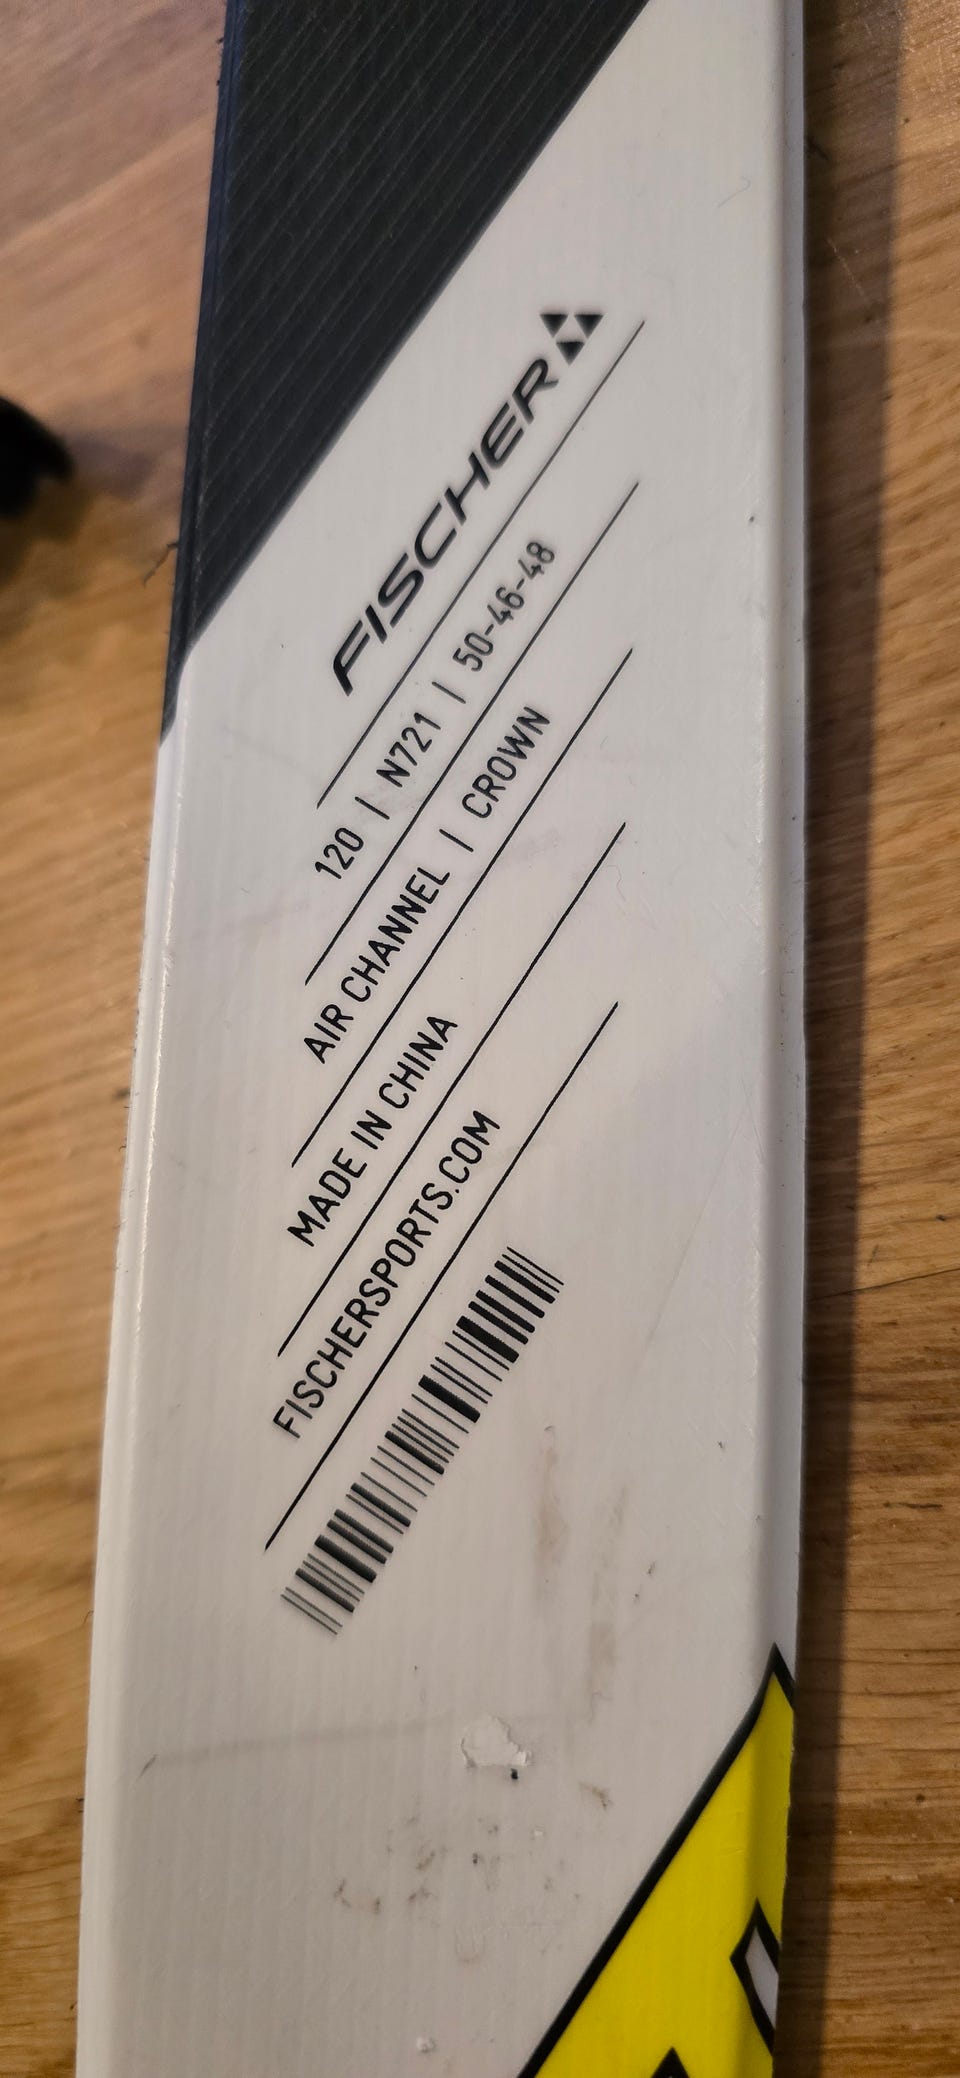 FISCHER
120 | N721 | 50-46-48
AIR CHANNEL | CROWN
MADE IN CHINA
FISCHERSPORTS.COM